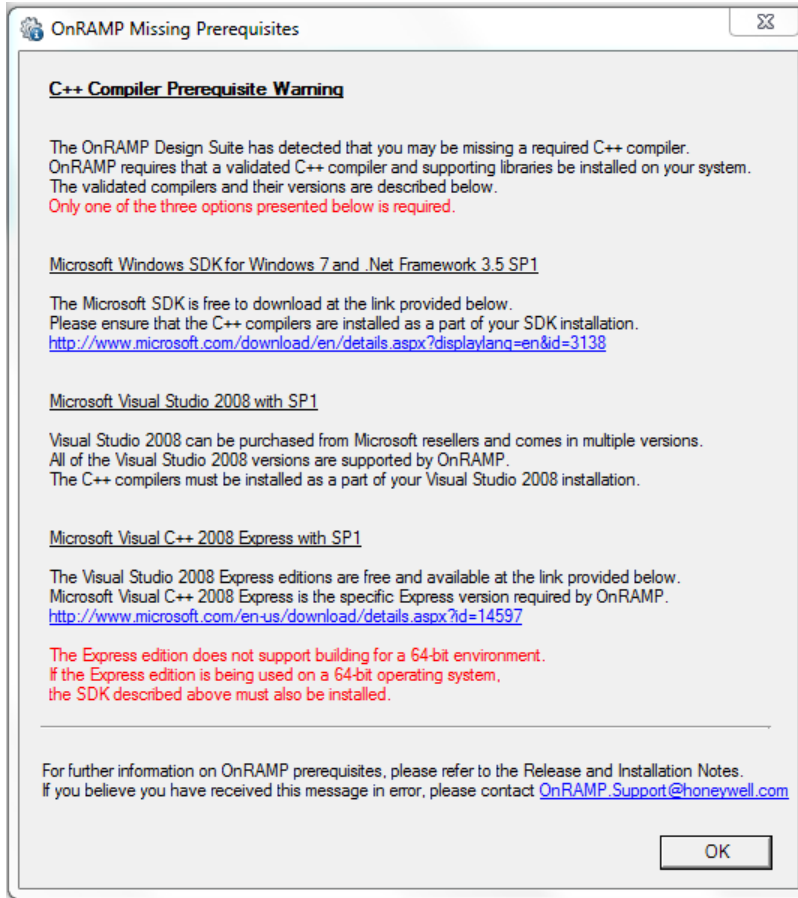 OnRAMP Missing Prerequisites
C++ Compiler Prerequisite Warning
The OnRAMP Design Suite has detected that you may be missing a required C++ compiler.
OnRAMP requires that a validated C++ compiler and supporting libraries be installed on your system.
The validated compilers and their versions are described below.
Only one of the three options presented below is required.
Microsoft Windows SDK for Windows 7 and .Net Framework 3.5 SP1
The Microsoft SDK is free to download at the link provided below.
Please ensure that the C++ compilers are installed as a part of your SDK installation.
http://www.microsoft.com/download/en/details.aspx?displaylang=en&id=3138
Microsoft Visual Studio 2008 with SP1
Visual Studio 2008 can be purchased from Microsoft resellers and comes in multiple versions.
All of the Visual Studio 2008 versions are supported by OnRAMP.
The C++ compilers must be installed as a part of your Visual Studio 2008 installation.
Microsoft Visual C++ 2008 Express with SP1
The Visual Studio 2008 Express editions are free and available at the link provided below.
Microsoft Visual C++ 2008 Express is the specific Express version required by OnRAMP.
http://www.microsoft.com/en-us/download/details.aspx?id=14597
The Express edition does not support building for a 64-bit environment.
If the Express edition is being used on a 64-bit operating system,
the SDK described above must also be installed.
For further information on OnRAMP prerequisites, please refer to the Release and Installation Notes.
If you believe you have received this message in error, please contact OnRAMP.Support@honeywell.com
OK